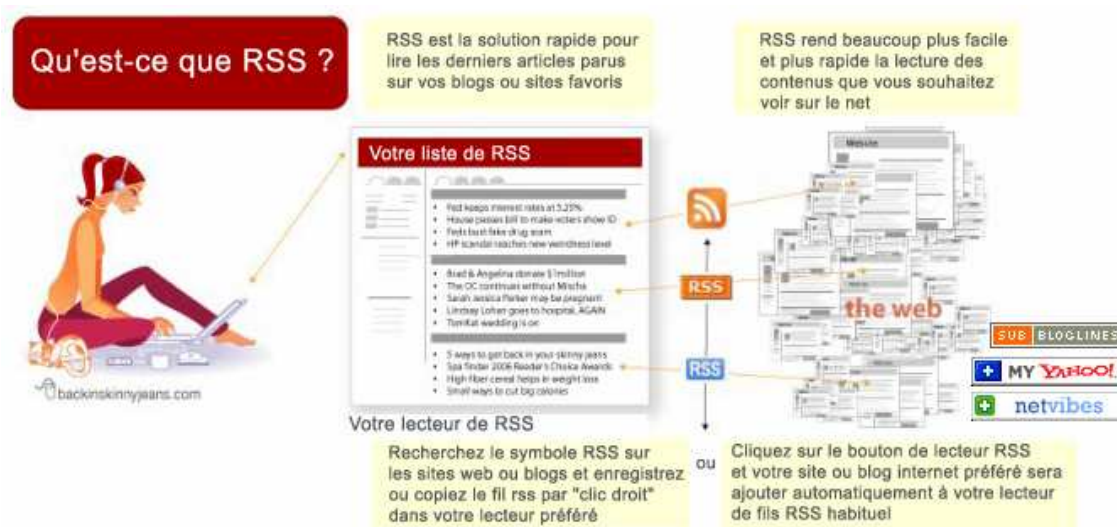 Qu'est-ce que RSS ?
RSS est la solution rapide pour
lire les derniers articles parus
sur vos blogs ou sites favoris
RSS rend beaucoup plus facile
et plus rapide la lecture des
contenus que vous souhaitez
voir sur le net
Votre liste de RSS
Fed keeps interest rates at 5.25%
House passes bill to make voters show ID
Feds bust fake drug scam
HP scandal reaches new weirdness level
Brad & Angelina donate $1million
The OC continues without Mischa
Sarah Jessica Parker may be pregnant
Lindsay Lohan goes to hospital, AGAIN
TomKat wedding is on
5 ways to get back in your skinny jeans
Spa finder 2006 Reader's Choice Awards
High fiber cereal helps in weight loss
Small ways to cut big calories
Website
RSS
the web
RSS
SUB BLOGLINES
MY YAHOO!
netvibes
backinskinnyjeans.com
Votre lecteur de RSS
Recherchez le symbole RSS sur
les sites web ou blogs et enregistrez
ou copiez le fil rss par "clic droit"
dans votre lecteur préféré
ou
Cliquez sur le bouton de lecteur RSS
et votre site ou blog internet préféré sera
ajouter automatiquement à votre lecteur
de fils RSS habituel